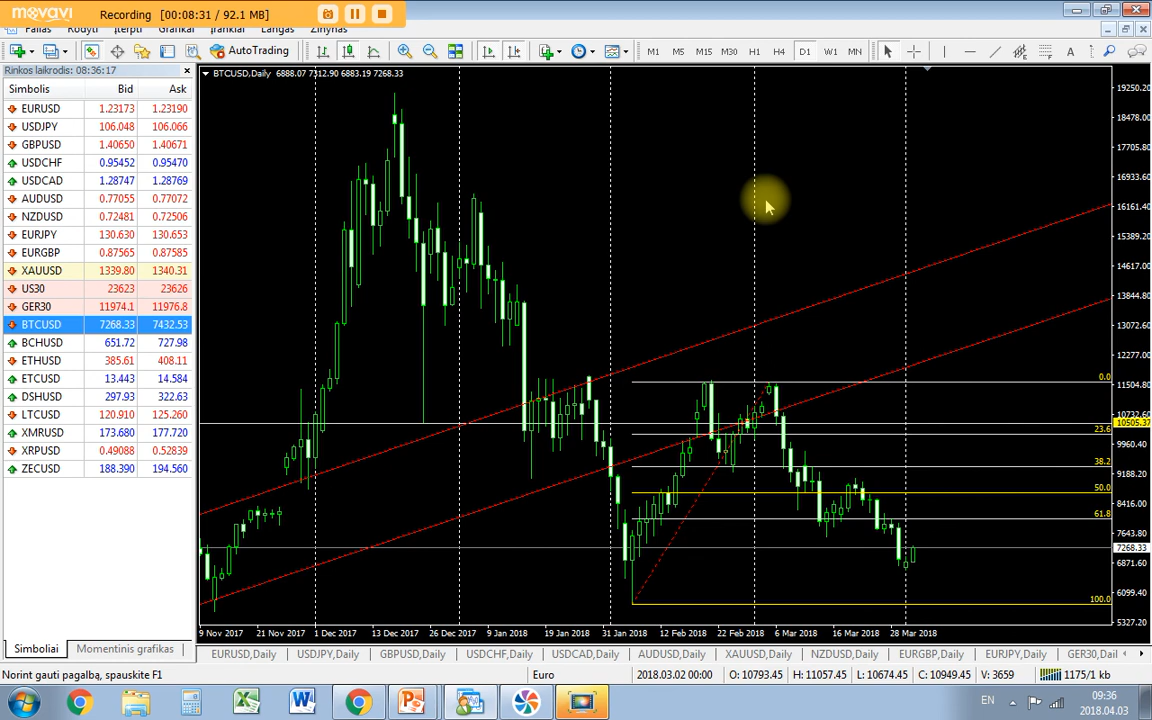 movavi Recording (00:08:31 / 92.1 MB)
Failas Rodyti Įterpti Grafikai Įrankiai Langas Žinynas
AutoTrading M1 M5 M15 M30 H1 H4 D1 W1 MN A
Rinkos laikrodis: 08:36:17
Simbolis Bid Ask
EURUSD 1.23173 1.23190
USDJPY 106.048 106.066
GBPUSD 1.40650 1.40671
USDCHF 0.95452 0.95470
USDCAD 1.28747 1.28769
AUDUSD 0.77055 0.77072
NZDUSD 0.72481 0.72506
EURJPY 130.630 130.653
EURGBP 0.87565 0.87585
XAUUSD 1339.80 1340.31
US30 23623 23626
GER30 11974.1 11976.8
BTCUSD 7268.33 7432.53
BCHUSD 651.72 727.98
ETHUSD 385.61 408.11
ETCUSD 13.443 14.584
DSHUSD 297.93 322.63
LTCUSD 120.910 125.260
XMRUSD 173.680 177.720
XRPUSD 0.49088 0.52839
ZECUSD 188.390 194.560
Simboliai Momentinis grafikas
BTCUSD,Daily 6888.07 7312.90 6883.19 7268.33
19250.20
18478.00
17705.80
16933.60
16161.40
15389.20
14617.00
13844.80
13072.60
12277.00
11504.80
10732.60
10505.37
9960.40
9188.20
8416.00
7643.80
7268.33
6871.60
6099.40
5327.20
0.0
23.6
38.2
50.0
61.8
100.0
9 Nov 2017 21 Nov 2017 1 Dec 2017 13 Dec 2017 26 Dec 2017 9 Jan 2018 19 Jan 2018 31 Jan 2018 12 Feb 2018 22 Feb 2018 6 Mar 2018 16 Mar 2018 28 Mar 2018
EURUSD,Daily USDJPY,Daily GBPUSD,Daily USDCHF,Daily USDCAD,Daily AUDUSD,Daily XAUUSD,Daily NZDUSD,Daily EURGBP,Daily EURJPY,Daily GER30,Dail
Norint gauti pagalbą, spauskite F1 Euro 2018.03.02 00:00 O: 10793.45 H: 11057.45 L: 10674.45 C: 10949.45 V: 3659 1175/1 kb
EN 09:36
2018.04.03